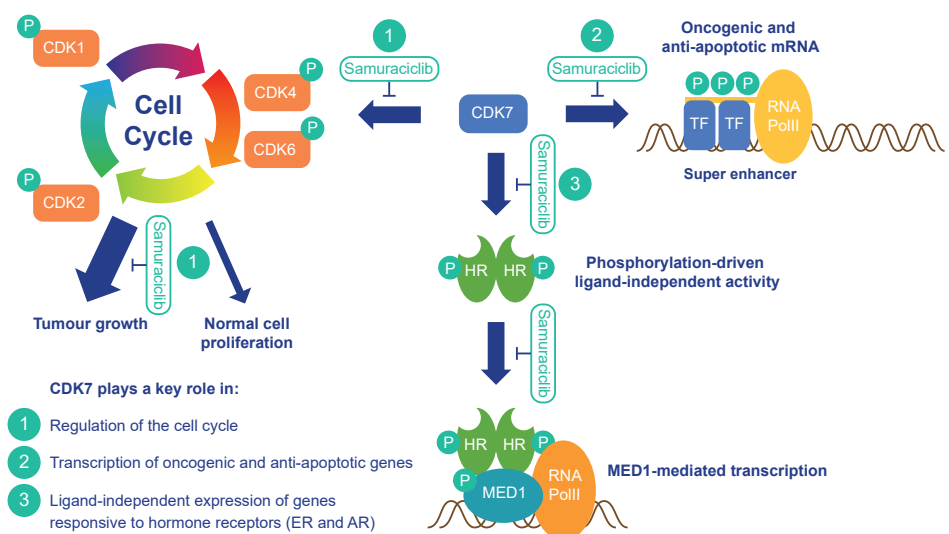 P
CDK1
Cell
Cycle
P
CDK4
P
CDK6
P
CDK2
1
Samuraciclib
Tumour growth
Normal cell
proliferation
1
Samuraciclib
CDK7
2
Samuraciclib
Oncogenic and
anti-apoptotic mRNA
P P P
TF TF
RNA
PolII
Super enhancer
Samuraciclib
3
P HR HR P
Phosphorylation-driven
ligand-independent activity
Samuraciclib
P HR HR P
P
MED1
RNA
PolII
MED1-mediated transcription
CDK7 plays a key role in:
1 Regulation of the cell cycle
2 Transcription of oncogenic and anti-apoptotic genes
3 Ligand-independent expression of genes
responsive to hormone receptors (ER and AR)